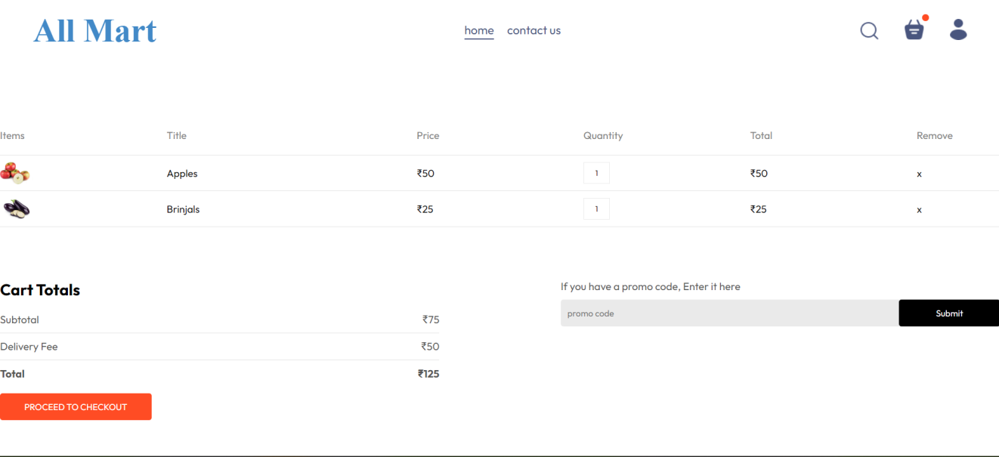 All Mart
home contact us
Items Title Price Quantity Total Remove
Apples ₹50 1 ₹50 x
Brinjals ₹25 1 ₹25 x
Cart Totals
Subtotal ₹75
Delivery Fee ₹50
Total ₹125
PROCEED TO CHECKOUT
If you have a promo code, Enter it here
promo code Submit